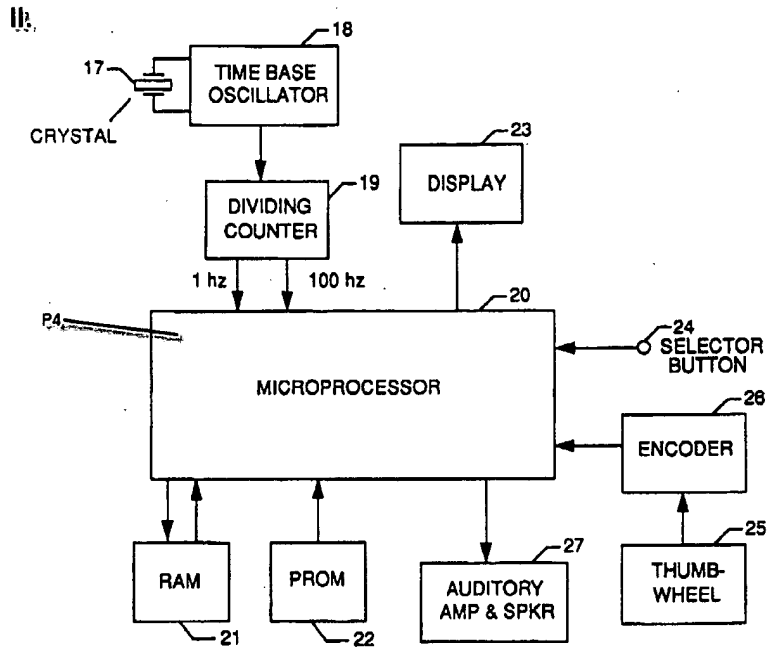 II.
18
17
TIME BASE
OSCILLATOR
CRYSTAL
23
DISPLAY
19
DIVIDING
COUNTER
1 hz
100 hz
20
P4
24
SELECTOR
BUTTON
MICROPROCESSOR
26
ENCODER
25
THUMB-
WHEEL
RAM
21
PROM
22
27
AUDITORY
AMP & SPKR